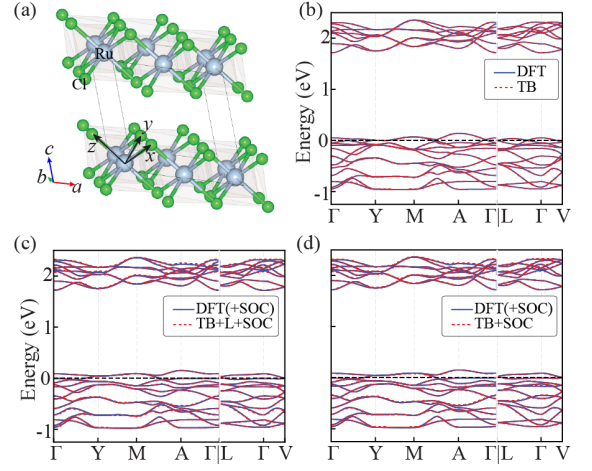 (a)
Ru
Cl
y
z
x
c
b
a
(b)
Energy (eV)
2
0
-1
DFT
TB
Γ Y M A Γ L Γ V
(c)
Energy (eV)
2
0
-1
DFT(+SOC)
TB+L+SOC
Γ Y M A Γ L Γ V
(d)
2
0
-1
DFT(+SOC)
TB+SOC
Γ Y M A Γ L Γ V